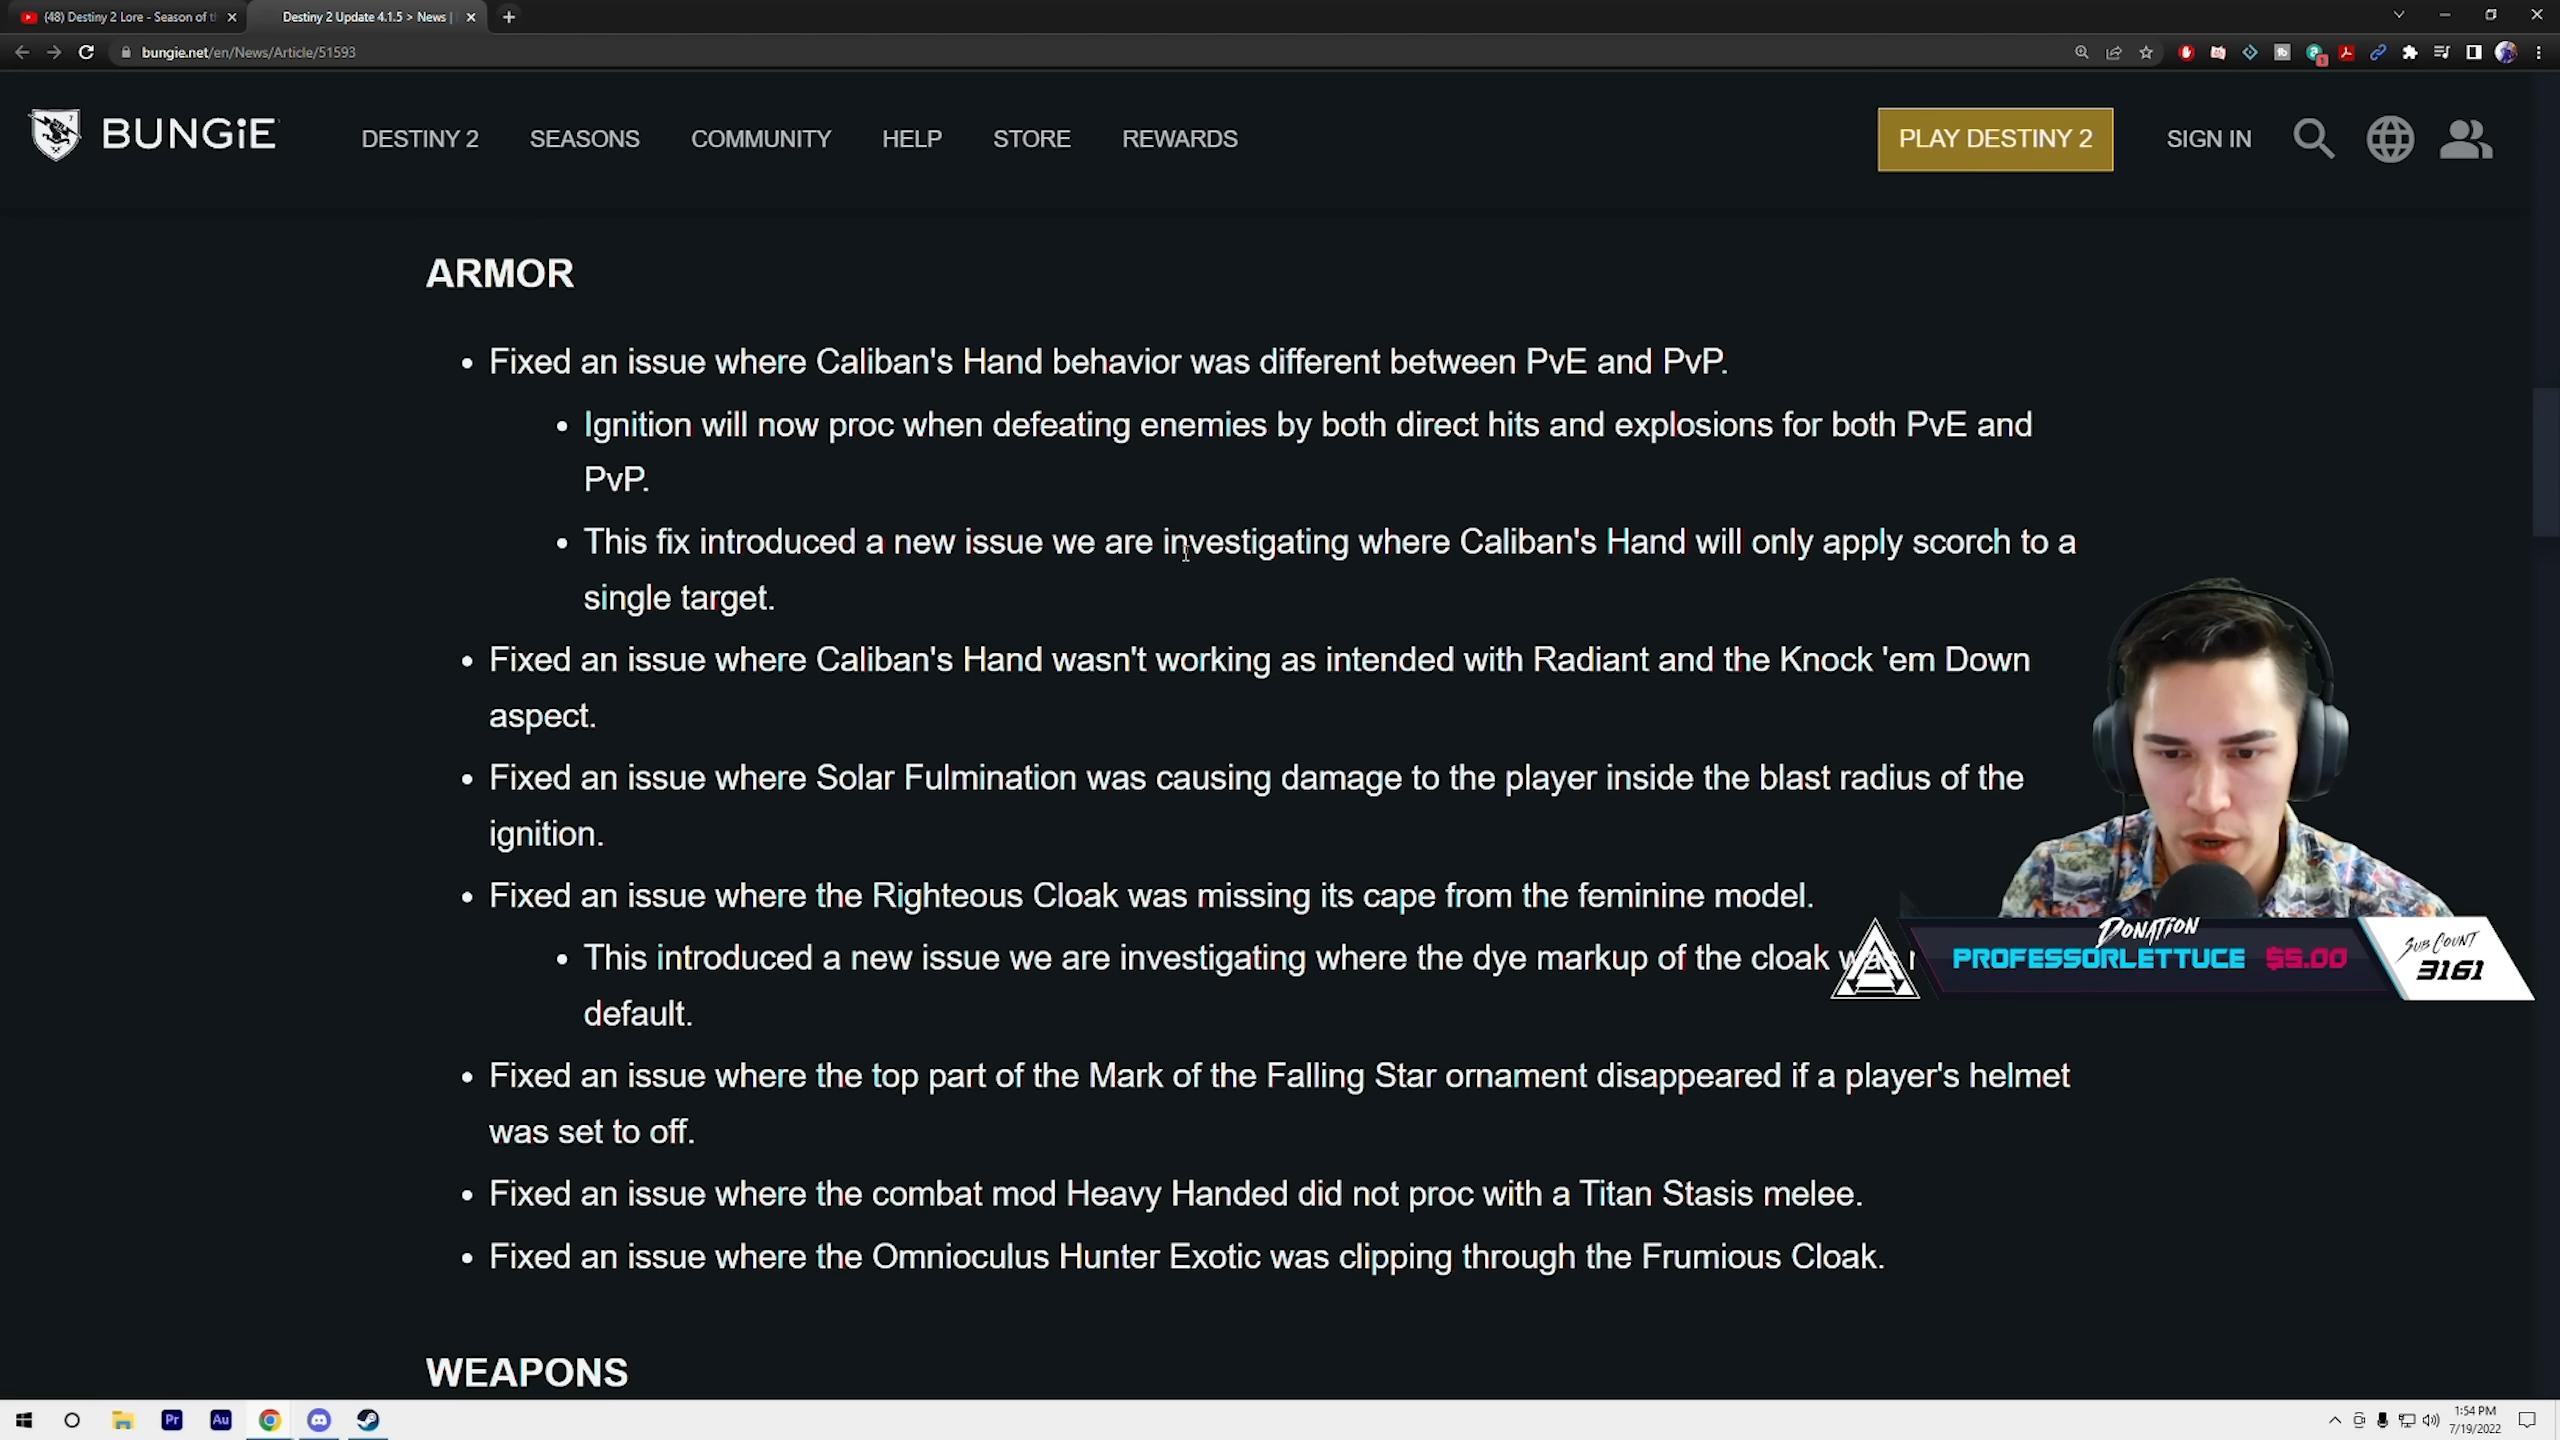 (48) Destiny 2 Lore - Season of t
Destiny 2 Update 4.1.5 > News |
bungie.net/en/News/Article/51593
BUNGiE
DESTINY 2
SEASONS
COMMUNITY
HELP
STORE
REWARDS
PLAY DESTINY 2
SIGN IN
ARMOR
• Fixed an issue where Caliban's Hand behavior was different between PvE and PvP.
• Ignition will now proc when defeating enemies by both direct hits and explosions for both PvE and
PvP.
• This fix introduced a new issue we are investigating where Caliban's Hand will only apply scorch to a
single target.
• Fixed an issue where Caliban's Hand wasn't working as intended with Radiant and the Knock 'em Down
aspect.
• Fixed an issue where Solar Fulmination was causing damage to the player inside the blast radius of the
ignition.
• Fixed an issue where the Righteous Cloak was missing its cape from the feminine model.
• This introduced a new issue we are investigating where the dye markup of the cloak was
default.
• Fixed an issue where the top part of the Mark of the Falling Star ornament disappeared if a player's helmet
was set to off.
• Fixed an issue where the combat mod Heavy Handed did not proc with a Titan Stasis melee.
• Fixed an issue where the Omnioculus Hunter Exotic was clipping through the Frumious Cloak.
WEAPONS
DONATION
PROFESSORLETTUCE $5.00
SUB COUNT
3161
Pr
Au
1:54 PM
7/19/2022